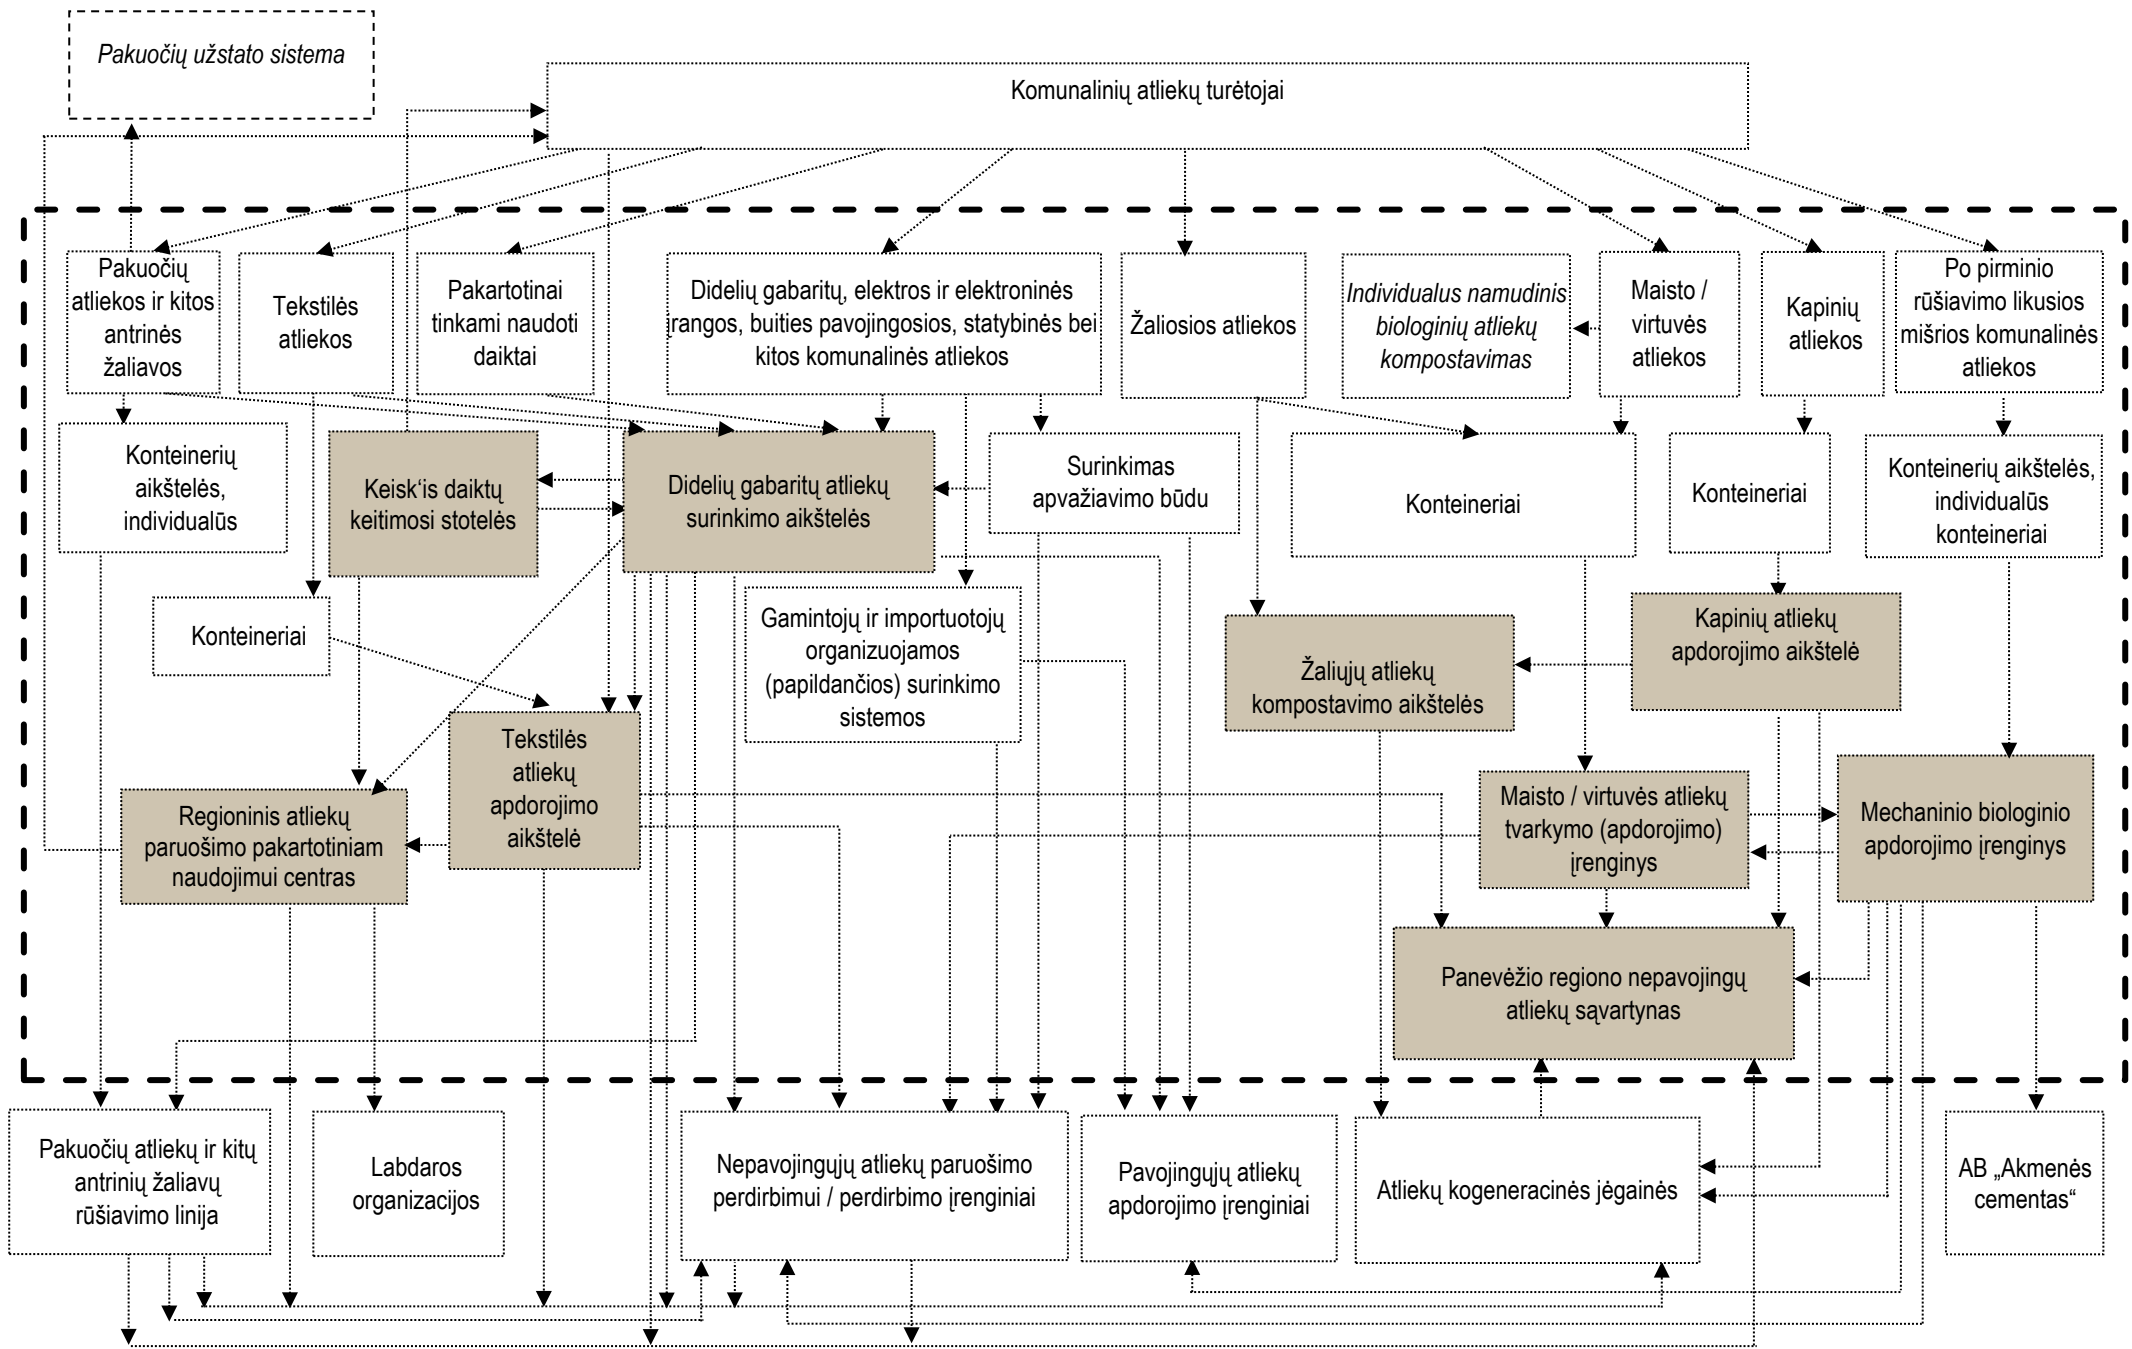 Pakuočių užstato sistema
Komunalinių atliekų turėtojai
Pakuočių
atliekos ir kitos
antrinės
žaliavos
Tekstilės
atliekos
Pakartotinai
tinkami naudoti
daiktai
Didelių gabaritų, elektros ir elektroninės
įrangos, buities pavojingosios, statybinės bei
kitos komunalinės atliekos
Žaliosios atliekos
Individualus namudinis
biologinių atliekų
kompostavimas
Maisto /
virtuvės
atliekos
Kapinių
atliekos
Po pirminio
rūšiavimo likusios
mišrios komunalinės
atliekos
Konteinerių
aikštelės,
individualūs
Keisk‘is daiktų
keitimosi stotelės
Didelių gabaritų atliekų
surinkimo aikštelės
Surinkimas
apvažiavimo būdu
Konteineriai
Konteineriai
Konteinerių aikštelės,
individualūs
konteineriai
Konteineriai
Gamintojų ir importuotojų
organizuojamos
(papildančios) surinkimo
sistemos
Žaliųjų atliekų
kompostavimo aikštelės
Kapinių atliekų
apdorojimo aikštelė
Tekstilės
atliekų
apdorojimo
aikštelė
Regioninis atliekų
paruošimo pakartotiniam
naudojimui centras
Maisto / virtuvės atliekų
tvarkymo (apdorojimo)
įrenginys
Mechaninio biologinio
apdorojimo įrenginys
Panevėžio regiono nepavojingų
atliekų sąvartynas
Pakuočių atliekų ir kitų
antrinių žaliavų
rūšiavimo linija
Labdaros
organizacijos
Nepavojingųjų atliekų paruošimo
perdirbimui / perdirbimo įrenginiai
Pavojingųjų atliekų
apdorojimo įrenginiai
Atliekų kogeneracinės jėgainės
AB „Akmenės
cementas“